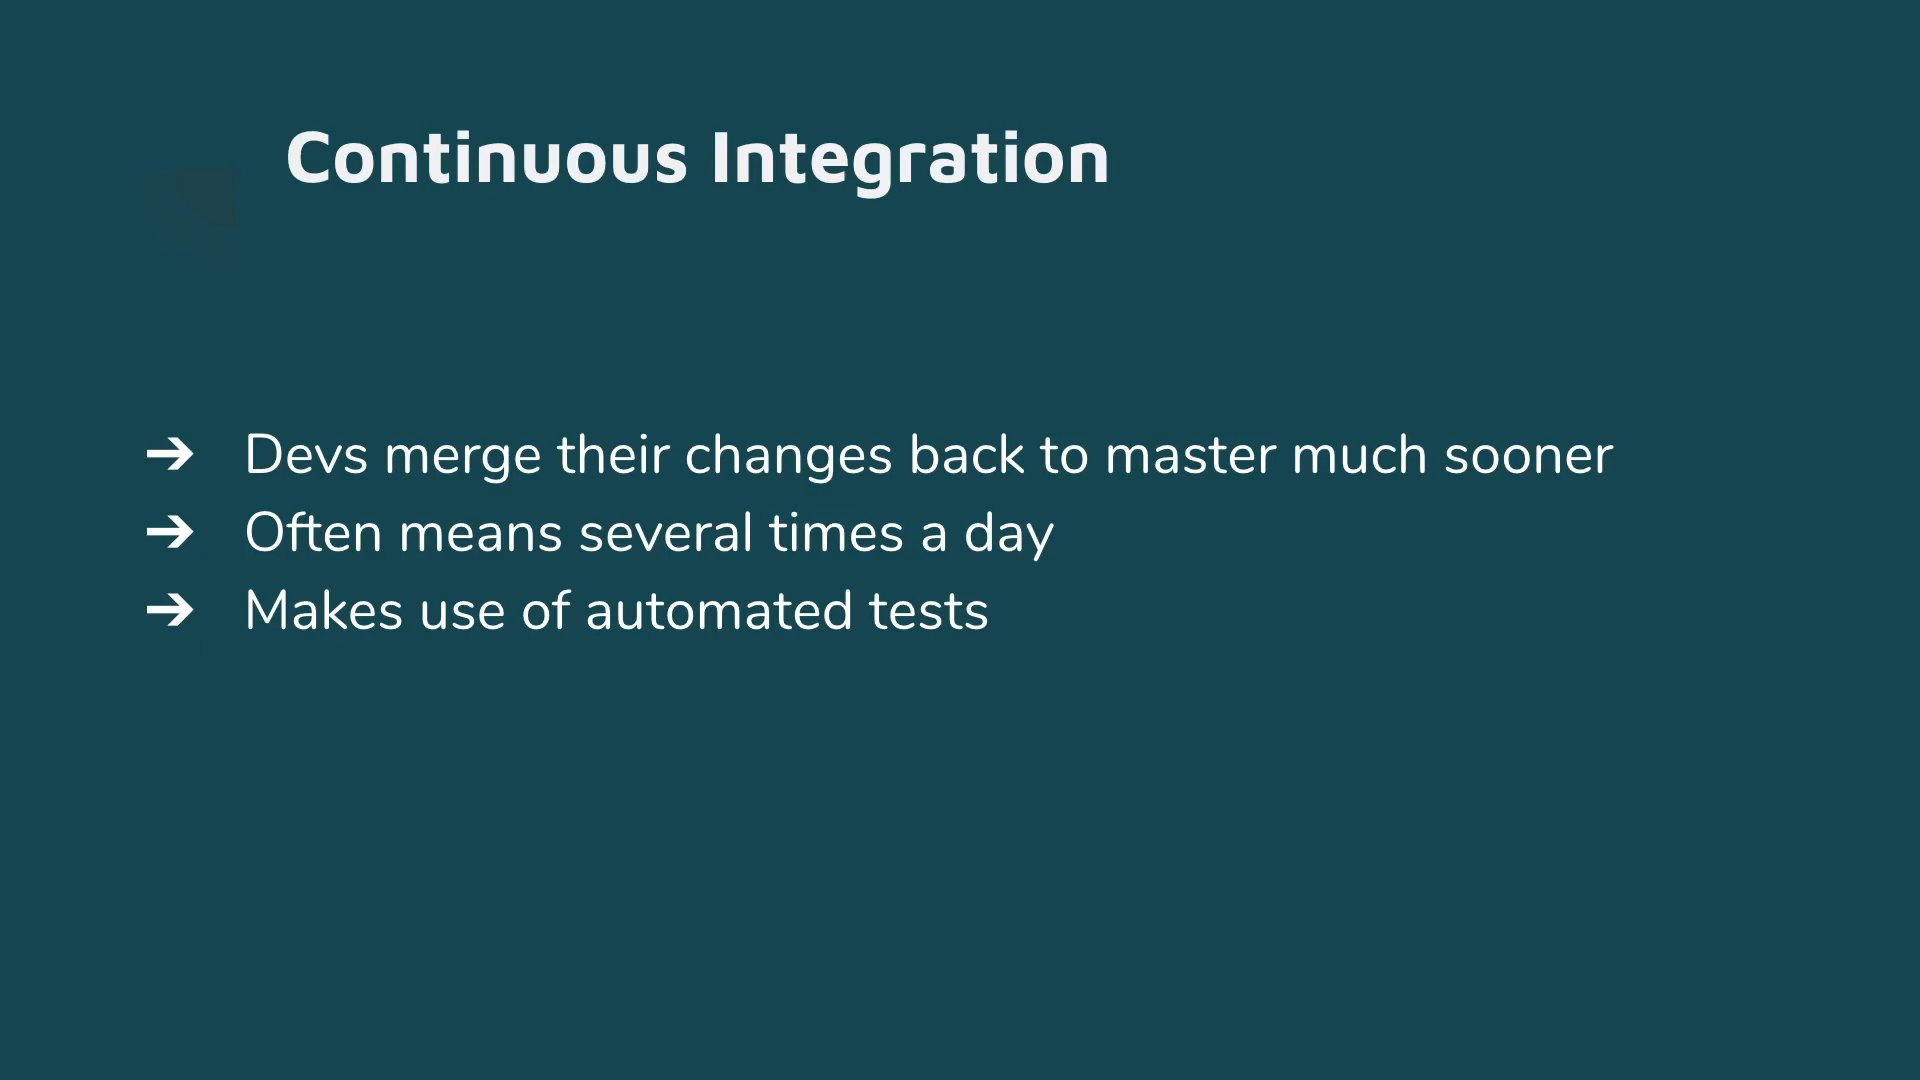 Continuous Integration
➔ Devs merge their changes back to master much sooner
➔ Often means several times a day
➔ Makes use of automated tests